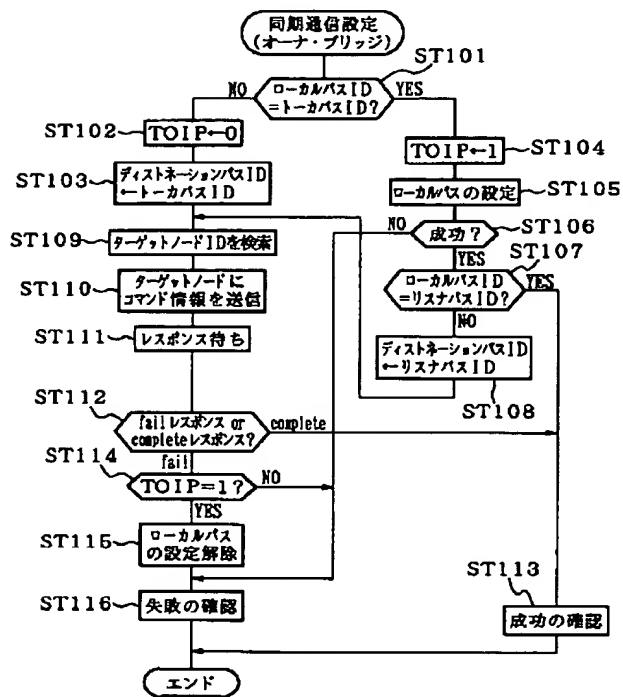 同期通信設定
(オーナ・ブリッジ)
ST101
ローカルバスID
=トーカバスID?
NO
YES
ST102
TOIP←0
ST104
TOIP←1
ST103
ディストネーションバスID
←トーカバスID
ST105
ローカルバスの設定
ST106
成功?
NO
YES
ST109
ターゲットノードIDを検索
ST107
ローカルバスID
=リスナバスID?
YES
NO
ST110
ターゲットノードに
コマンド情報を送信
ST111
レスポンス待ち
ディストネーションバスID
←リスナバスID
ST108
ST112
failレスポンス or
completeレスポンス?
complete
fail
ST114
TOIP=1?
NO
YES
ST115
ローカルバス
の設定解除
ST116
失敗の確認
ST113
成功の確認
エンド